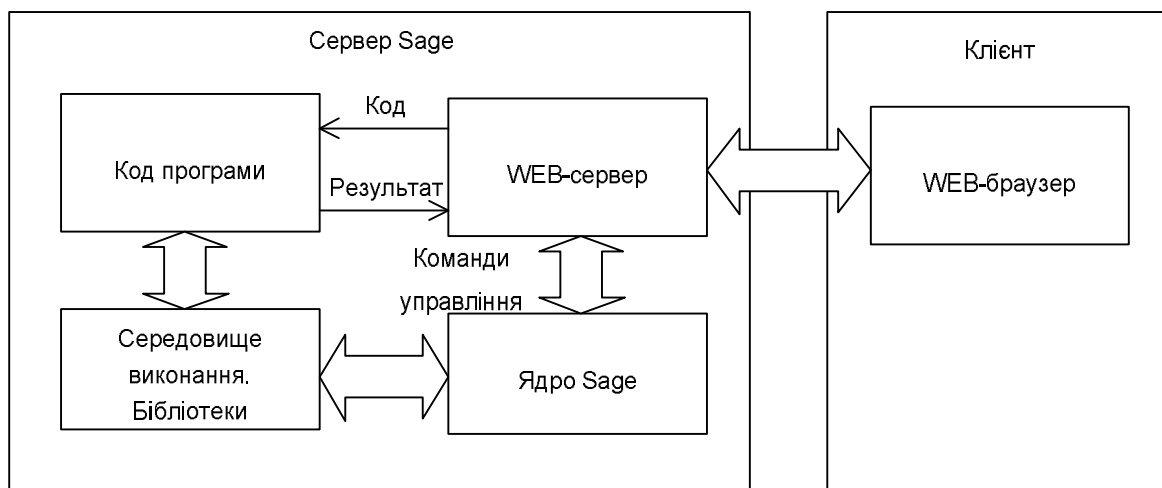 Сервер Sage
Клієнт
Код програми
Код
Результат
WEB-сервер
WEB-браузер
Команди
управління
Середовище
виконання.
Бібліотеки
Ядро Sage